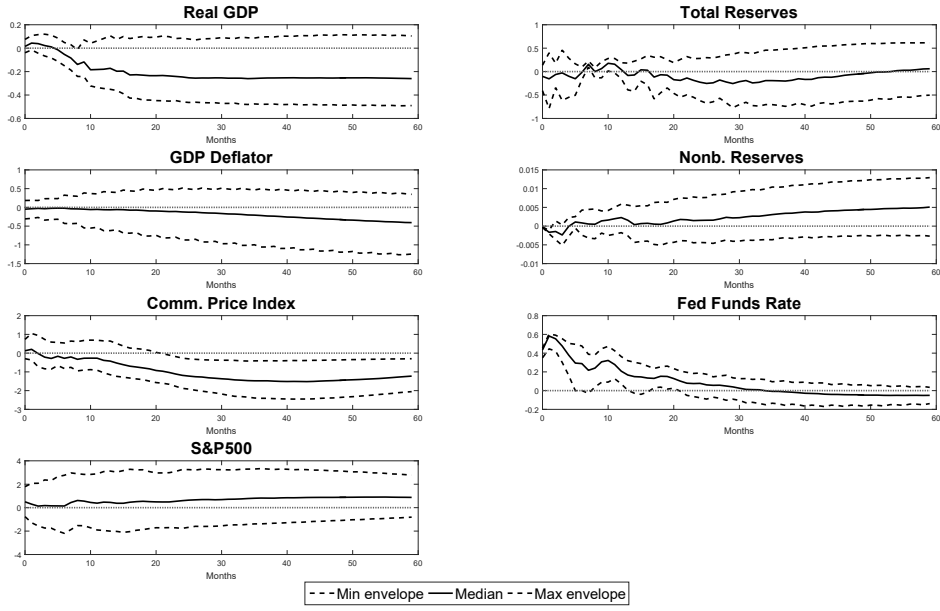 Real GDP
0.2
0
-0.2
-0.4
-0.6
0 10 20 30 40 50 60
Months
Total Reserves
1
0.5
0
-0.5
-1
0 10 20 30 40 50 60
Months
GDP Deflator
1
0.5
0
-0.5
-1
-1.5
0 10 20 30 40 50 60
Months
Nonb. Reserves
0.015
0.01
0.005
0
-0.005
-0.01
0 10 20 30 40 50 60
Months
Comm. Price Index
2
1
0
-1
-2
-3
0 10 20 30 40 50 60
Months
Fed Funds Rate
0.8
0.6
0.4
0.2
0
-0.2
0 10 20 30 40 50 60
Months
S&P500
4
2
0
-2
-4
0 10 20 30 40 50 60
Months
Min envelope Median Max envelope